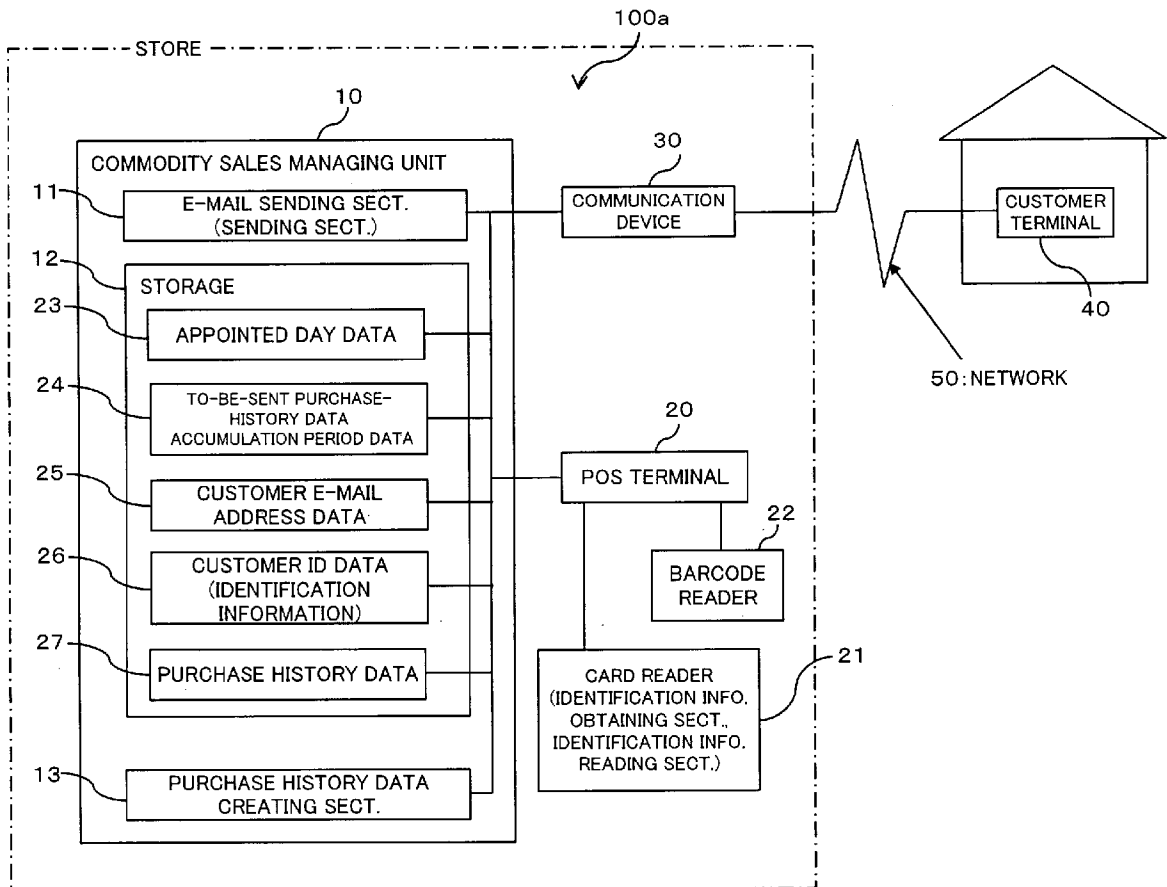 100a
STORE
10
COMMODITY SALES MANAGING UNIT
11
E-MAIL SENDING SECT.
(SENDING SECT.)
30
COMMUNICATION
DEVICE
CUSTOMER
TERMINAL
40
12
STORAGE
23
APPOINTED DAY DATA
50:NETWORK
24
TO-BE-SENT PURCHASE-
HISTORY DATA
ACCUMULATION PERIOD DATA
20
POS TERMINAL
25
CUSTOMER E-MAIL
ADDRESS DATA
22
BARCODE
READER
26
CUSTOMER ID DATA
(IDENTIFICATION
INFORMATION)
27
PURCHASE HISTORY DATA
21
CARD READER
(IDENTIFICATION INFO.
OBTAINING SECT.,
IDENTIFICATION INFO.
READING SECT.)
13
PURCHASE HISTORY DATA
CREATING SECT.